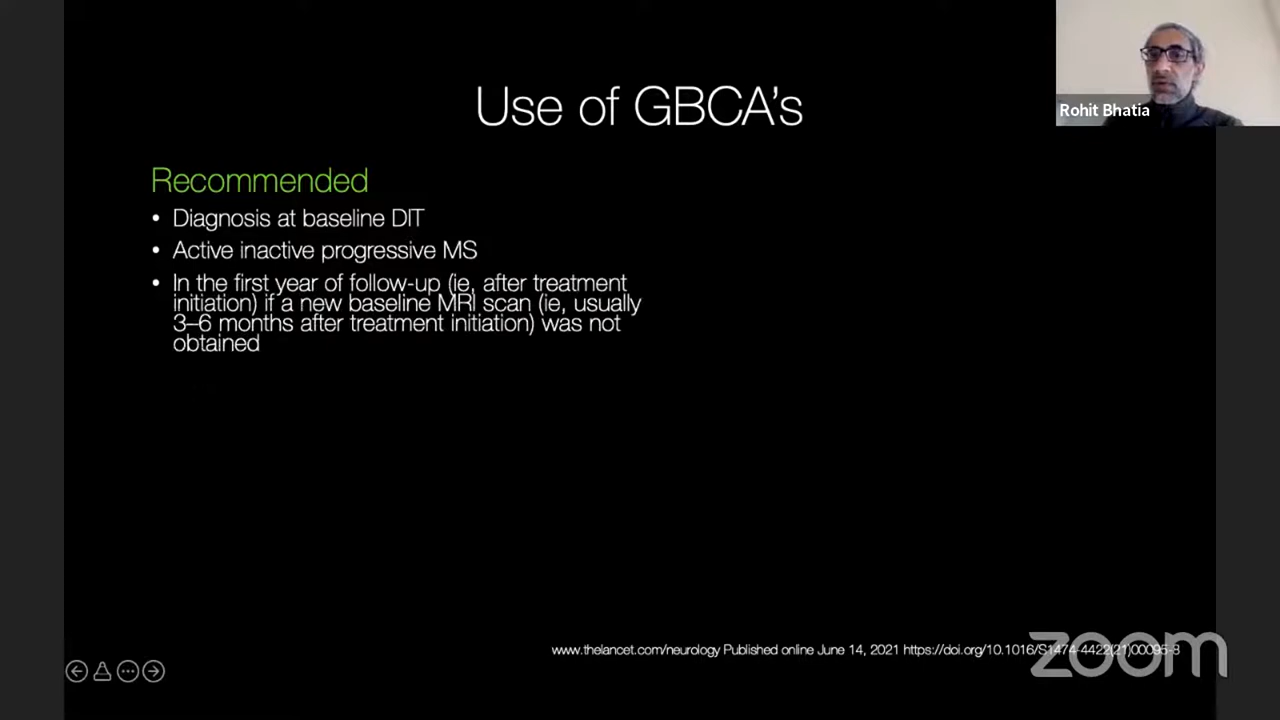 Use of GBCA's
Rohit Bhatia
Recommended
• Diagnosis at baseline DIT
• Active inactive progressive MS
• In the first year of follow-up (ie, after treatment
initiation) if a new baseline MRI scan (ie, usually
3–6 months after treatment initiation) was not
obtained
www.thelancet.com/neurology Published online June 14, 2021 https://doi.org/10.1016/S1474-4422(21)00095-8
zoom